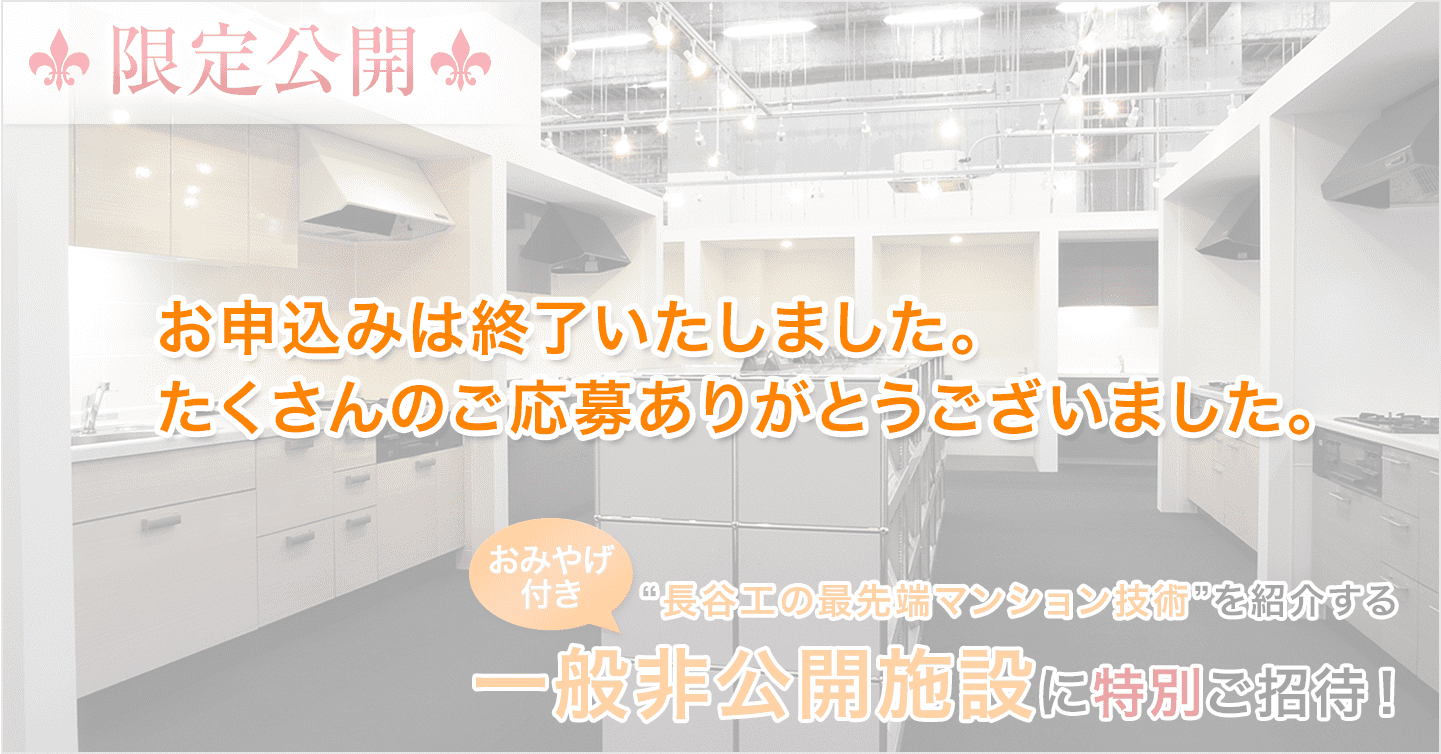 限定公開
お申込みは終了いたしました。
たくさんのご応募ありがとうございました。
おみやげ
付き
“長谷工の最先端マンション技術”を紹介する
一般非公開施設に特別ご招待！